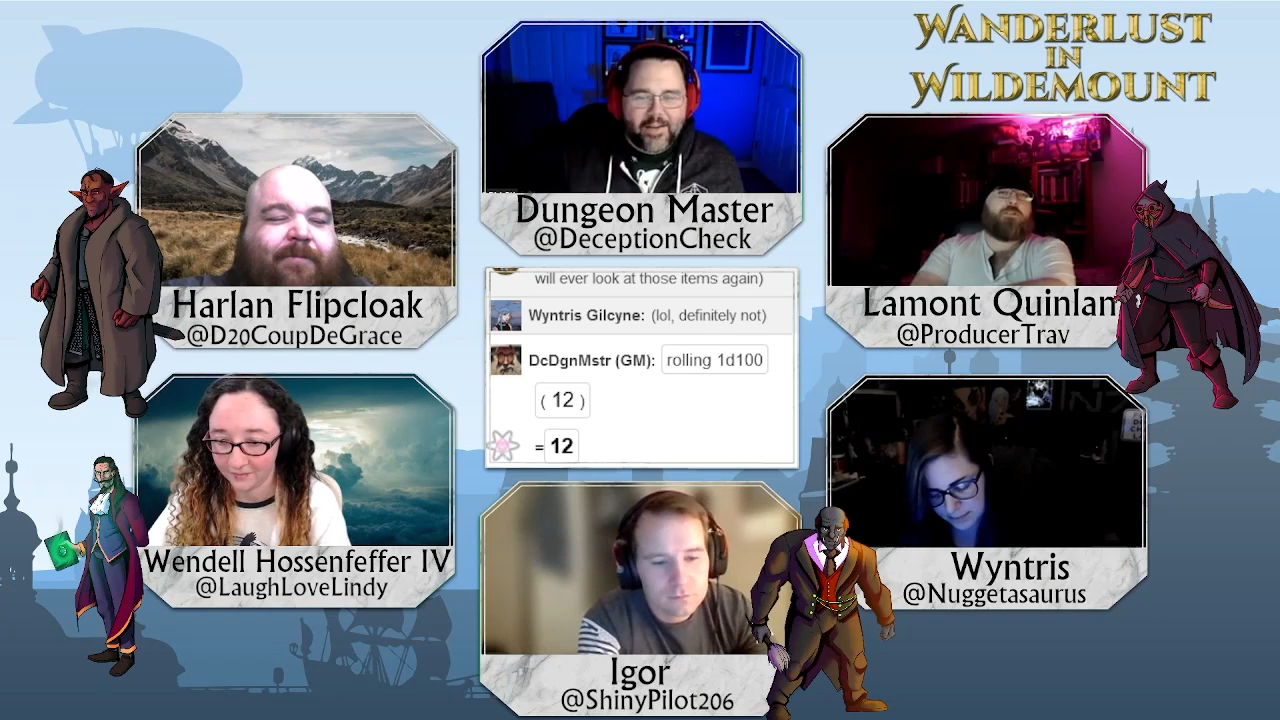 WANDERLUST
IN
WILDEMOUNT
Dungeon Master
@DeceptionCheck
Harlan Flipcloak
@D20CoupDeGrace
Lamont Quinlan
@ProducerTrav
will ever look at those items again)
Wyntris Gilcyne: (lol, definitely not)
DcDgnMstr (GM): rolling 1d100
( 12 )
= 12
Wendell Hossenfeffer IV
@LaughLoveLindy
Wyntris
@Nuggetasaurus
Igor
@ShinyPilot206